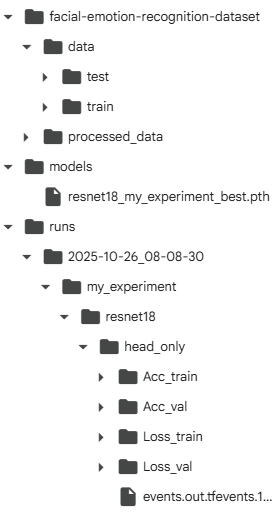 facial-emotion-recognition-dataset
data
test
train
processed_data
models
resnet18_my_experiment_best.pth
runs
2025-10-26_08-08-30
my_experiment
resnet18
head_only
Acc_train
Acc_val
Loss_train
Loss_val
events.out.tfevents.1...